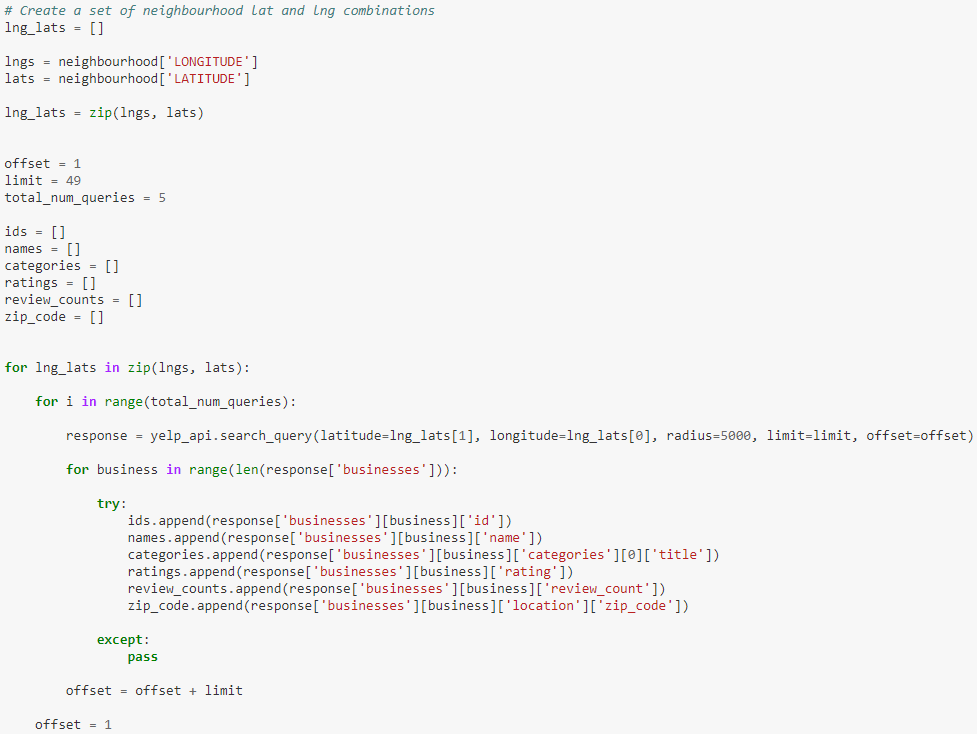 # Create a set of neighbourhood lat and lng combinations
lng_lats = []
lngs = neighbourhood['LONGITUDE']
lats = neighbourhood['LATITUDE']
lng_lats = zip(lngs, lats)
offset = 1
limit = 49
total_num_queries = 5
ids = []
names = []
categories = []
ratings = []
review_counts = []
zip_code = []
for lng_lats in zip(lngs, lats):
    for i in range(total_num_queries):
        response = yelp_api.search_query(latitude=lng_lats[1], longitude=lng_lats[0], radius=5000, limit=limit, offset=offset)
        for business in range(len(response['businesses'])):
            try:
                ids.append(response['businesses'][business]['id'])
                names.append(response['businesses'][business]['name'])
                categories.append(response['businesses'][business]['categories'][0]['title'])
                ratings.append(response['businesses'][business]['rating'])
                review_counts.append(response['businesses'][business]['review_count'])
                zip_code.append(response['businesses'][business]['location']['zip_code'])
            except:
                pass
        offset = offset + limit
    offset = 1